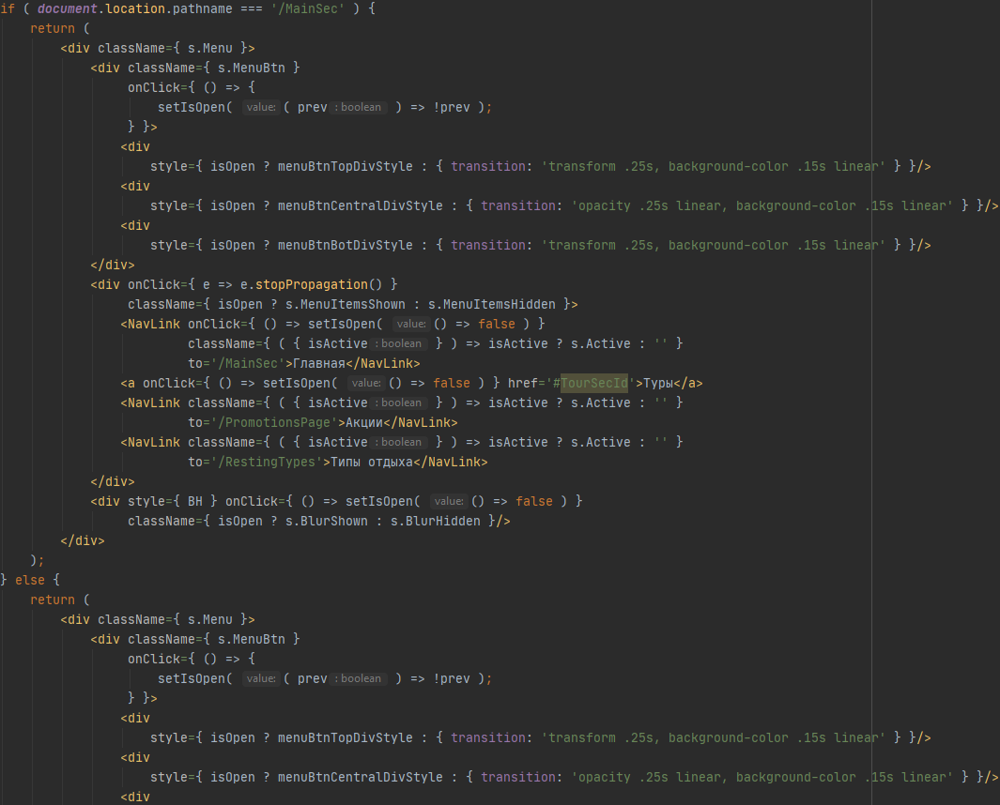 if ( document.location.pathname === '/MainSec' ) {
return (
<div className={ s.Menu }>
<div className={ s.MenuBtn }
onClick={ () => {
setIsOpen( value: ( prev : boolean ) => !prev );
} }>
<div
style={ isOpen ? menuBtnTopDivStyle : { transition: 'transform .25s, background-color .15s linear' } }/>
<div
style={ isOpen ? menuBtnCentralDivStyle : { transition: 'opacity .25s linear, background-color .15s linear' } }/>
<div
style={ isOpen ? menuBtnBotDivStyle : { transition: 'transform .25s, background-color .15s linear' } }/>
</div>
<div onClick={ e => e.stopPropagation() }
className={ isOpen ? s.MenuItemsShown : s.MenuItemsHidden }>
<NavLink onClick={ () => setIsOpen( value: () => false ) }
className={ ( { isActive : boolean } ) => isActive ? s.Active : '' }
to='/MainSec'>Главная</NavLink>
<a onClick={ () => setIsOpen( value: () => false ) } href='#TourSecId'>Туры</a>
<NavLink className={ ( { isActive : boolean } ) => isActive ? s.Active : '' }
to='/PromotionsPage'>Акции</NavLink>
<NavLink className={ ( { isActive : boolean } ) => isActive ? s.Active : '' }
to='/RestingTypes'>Типы отдыха</NavLink>
</div>
<div style={ BH } onClick={ () => setIsOpen( value: () => false ) }
className={ isOpen ? s.BlurShown : s.BlurHidden }/>
</div>
);
} else {
return (
<div className={ s.Menu }>
<div className={ s.MenuBtn }
onClick={ () => {
setIsOpen( value: ( prev : boolean ) => !prev );
} }>
<div
style={ isOpen ? menuBtnTopDivStyle : { transition: 'transform .25s, background-color .15s linear' } }/>
<div
style={ isOpen ? menuBtnCentralDivStyle : { transition: 'opacity .25s linear, background-color .15s linear' } }/>
<div